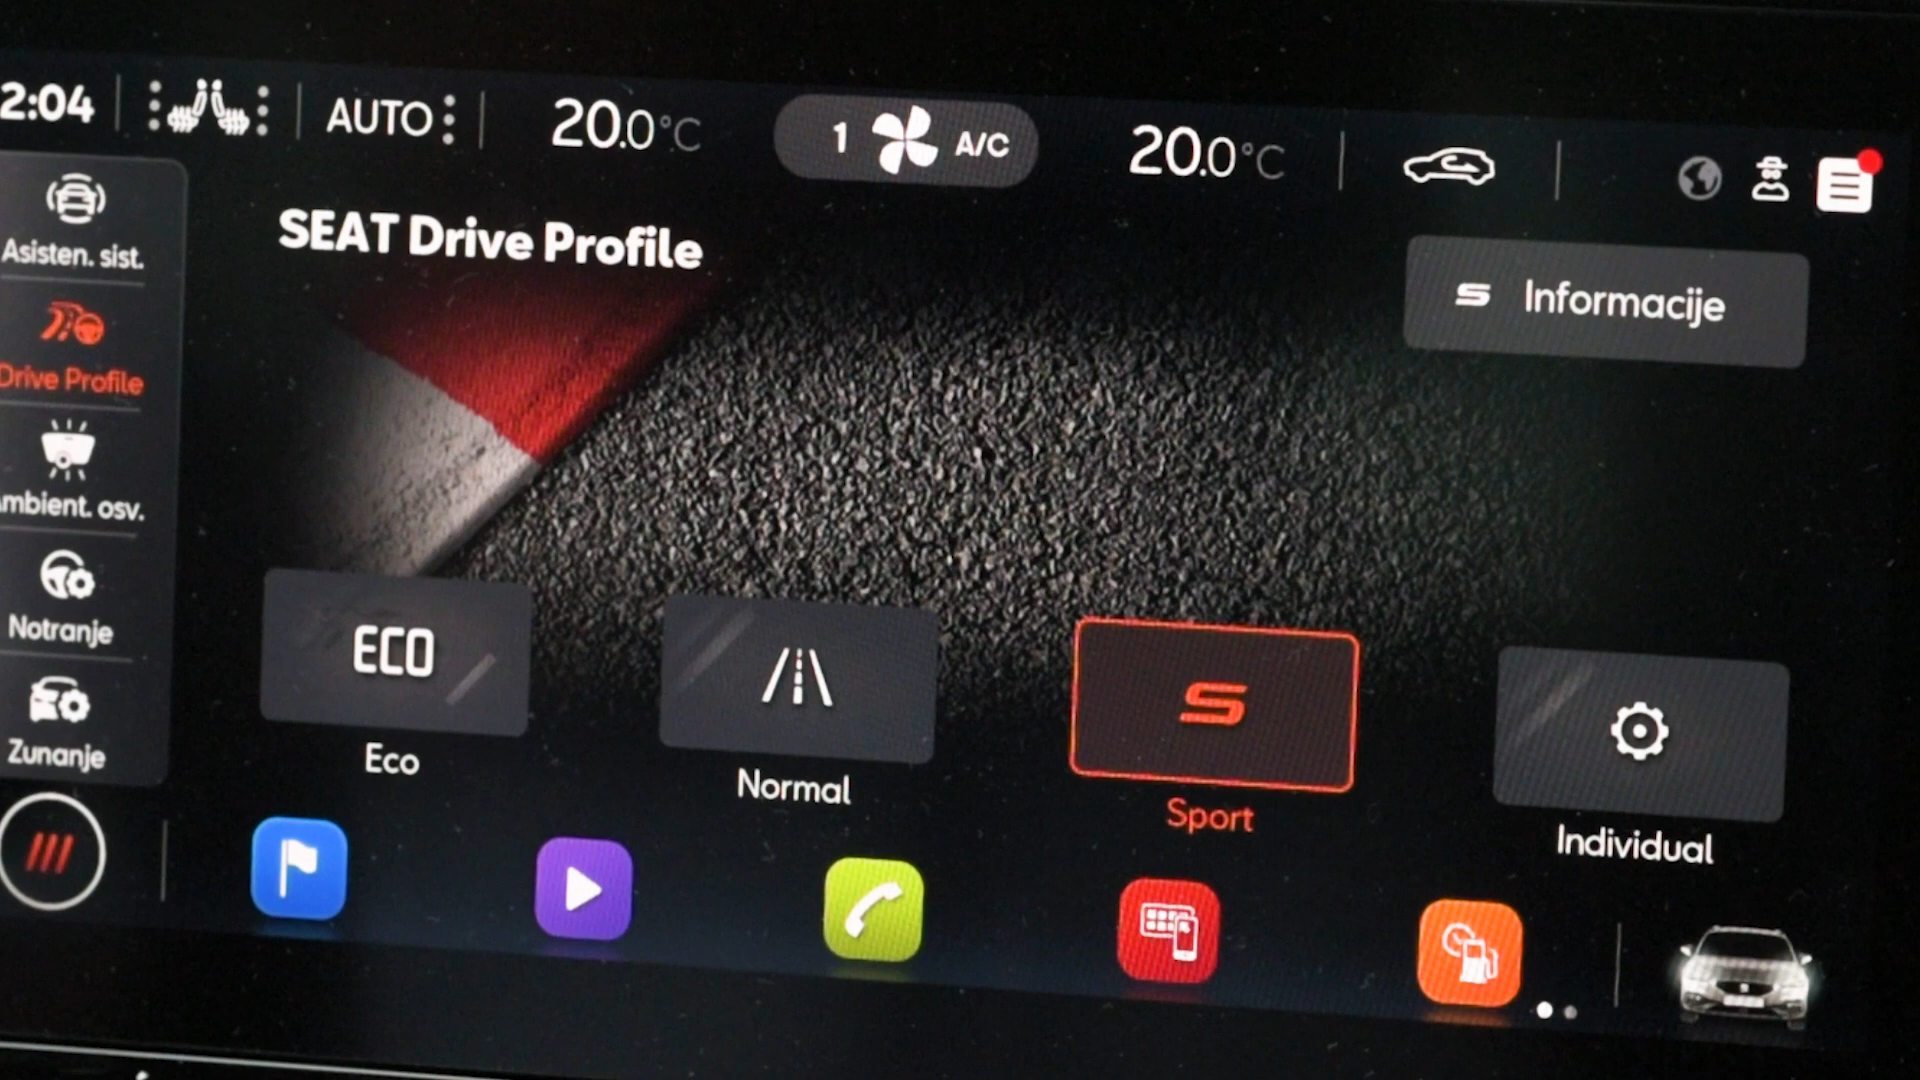 2:04
AUTO
20.0°C
1 A/C
20.0°C
SEAT Drive Profile
Informacije
Asisten. sist.
Drive Profile
mbient. osv.
Notranje
Zunanje
ECO
Eco
Normal
S
Sport
Individual